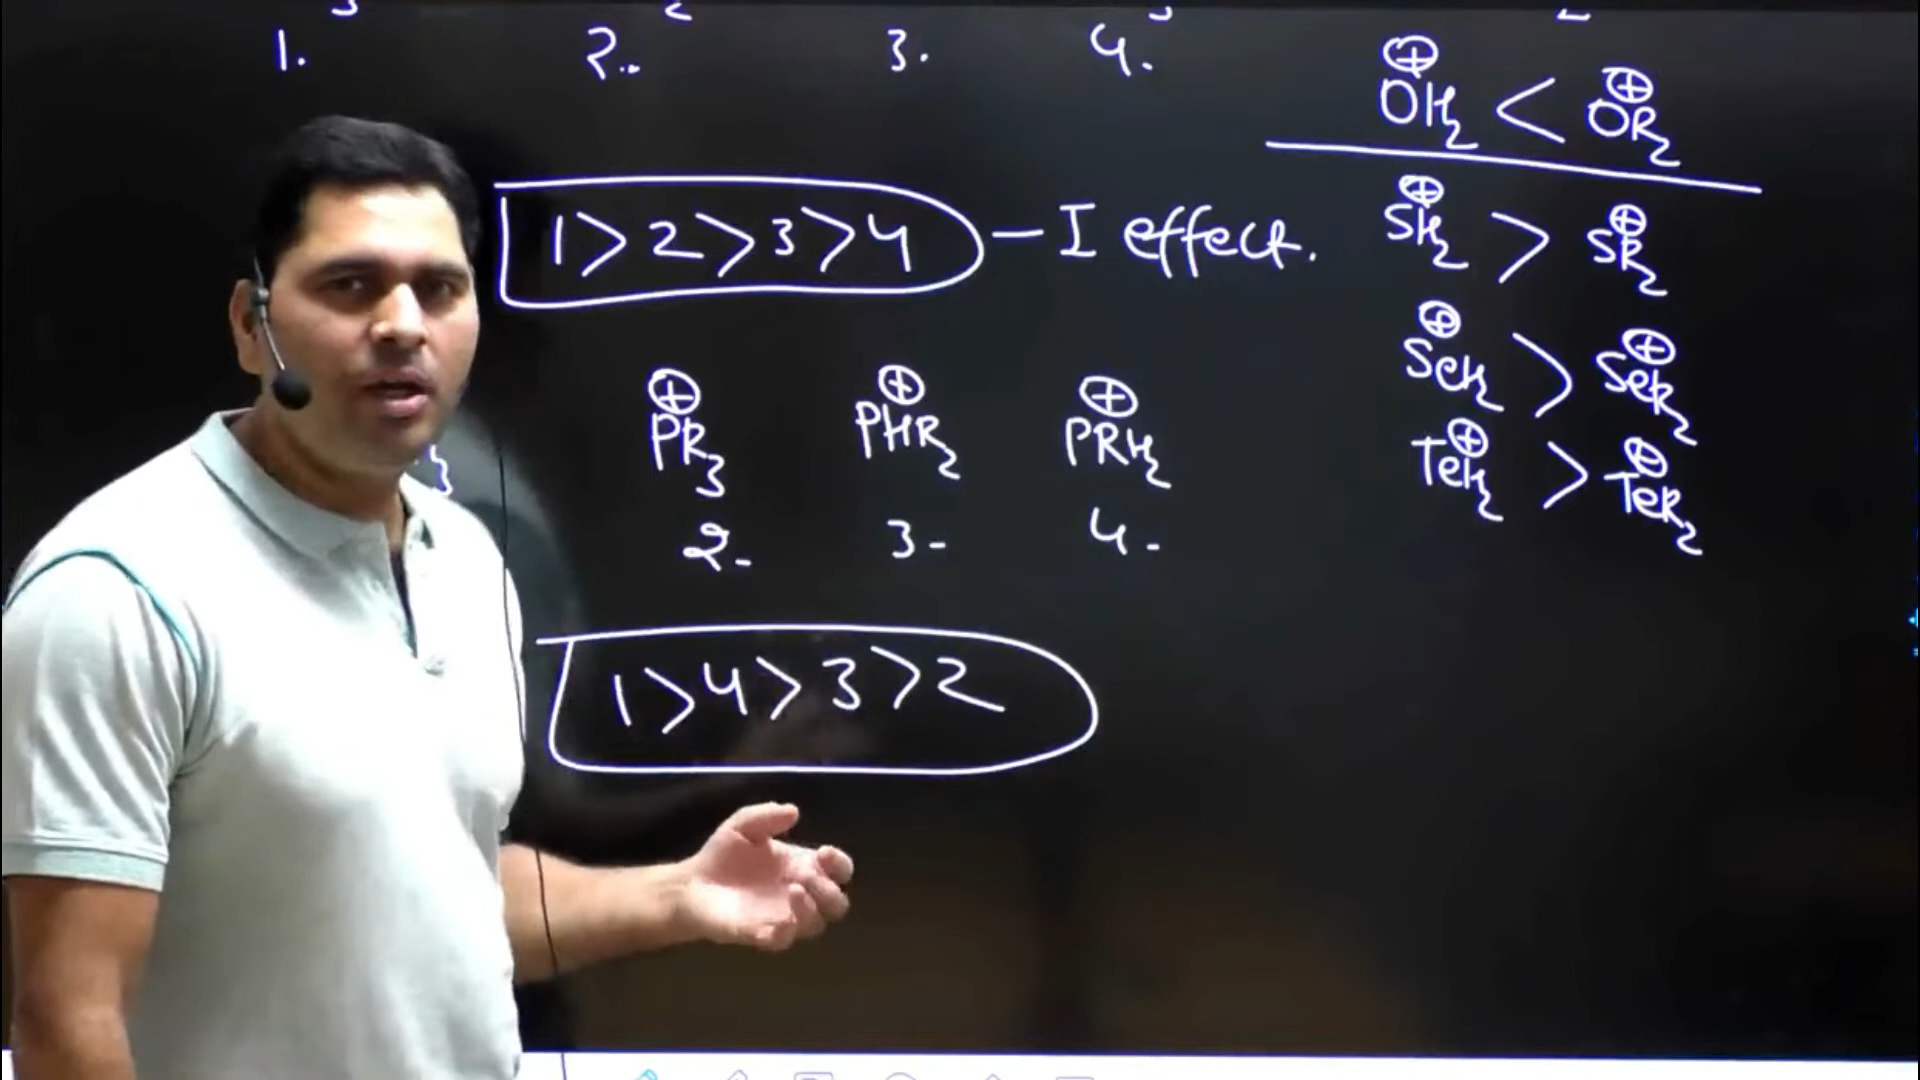 1. 2.. 3. 4.
⊕OH₂ < ⊕OR₂
1>2>3>4 – I effect.
⊕SH₂ > ⊕SR₂
⊕SeH₂ > ⊕SeR₂
⊕PR₃ ⊕PHR₂ ⊕PRH₂
⊕TeH₂ > ⊕TeR₂
2- 3- 4-
1>4>3>2